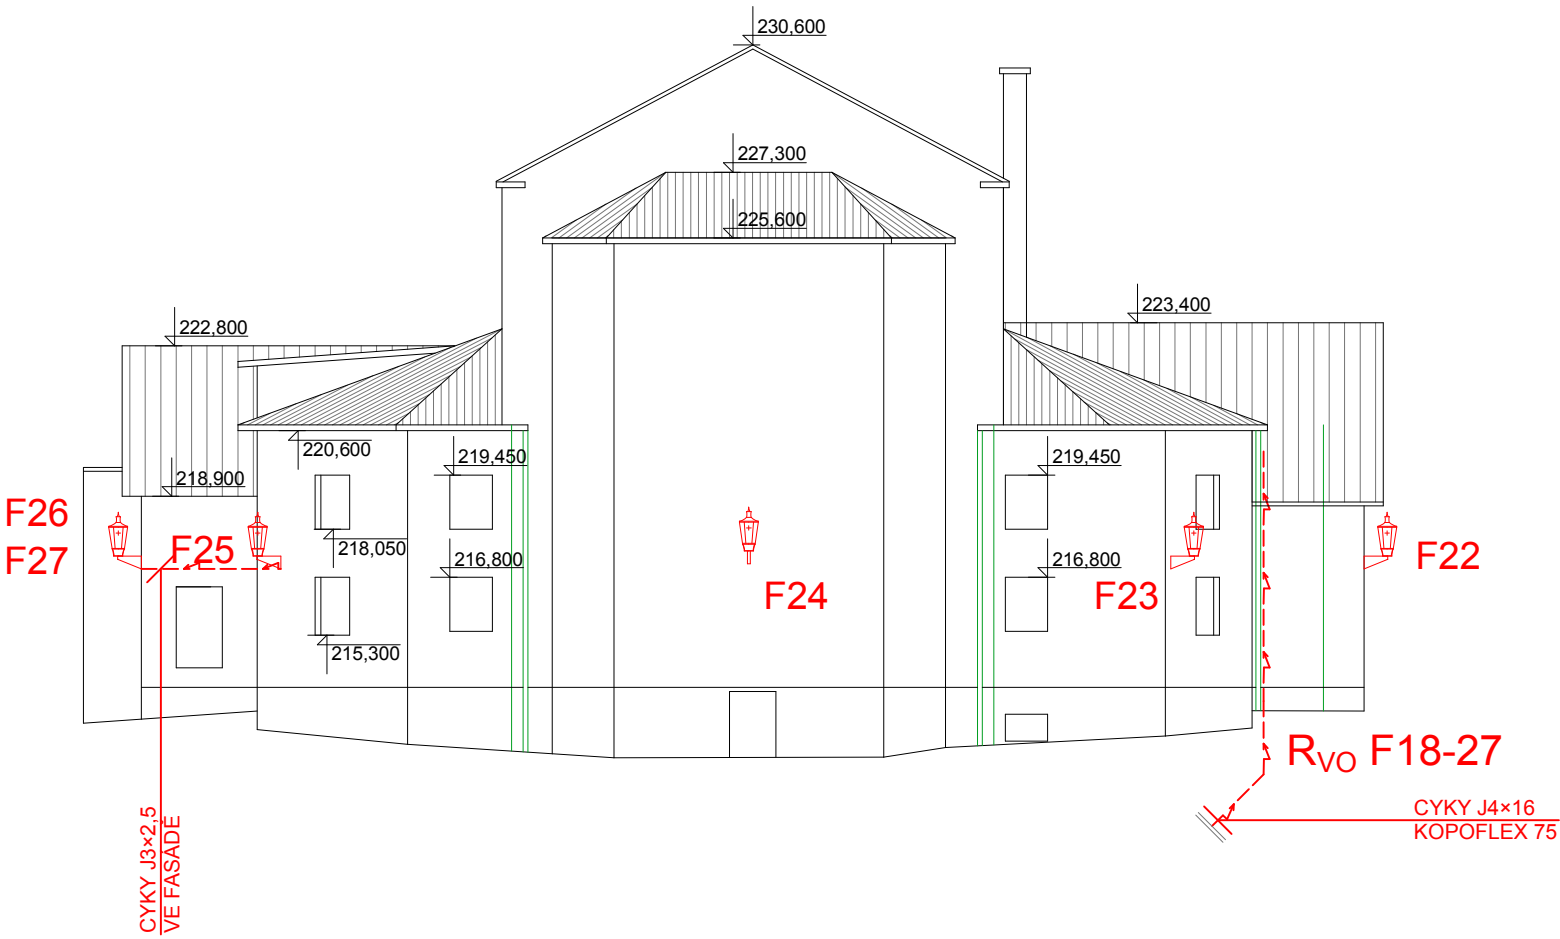 230,600
227,300
225,600
223,400
222,800
220,600
219,450
219,450
218,900
F26
F27
F25
218,050
216,800
216,800
F24
F23
F22
215,300
RVO F18-27
CYKY J4×16
KOPOFLEX 75
CYKY J3×2,5
VE FASÁDĚ